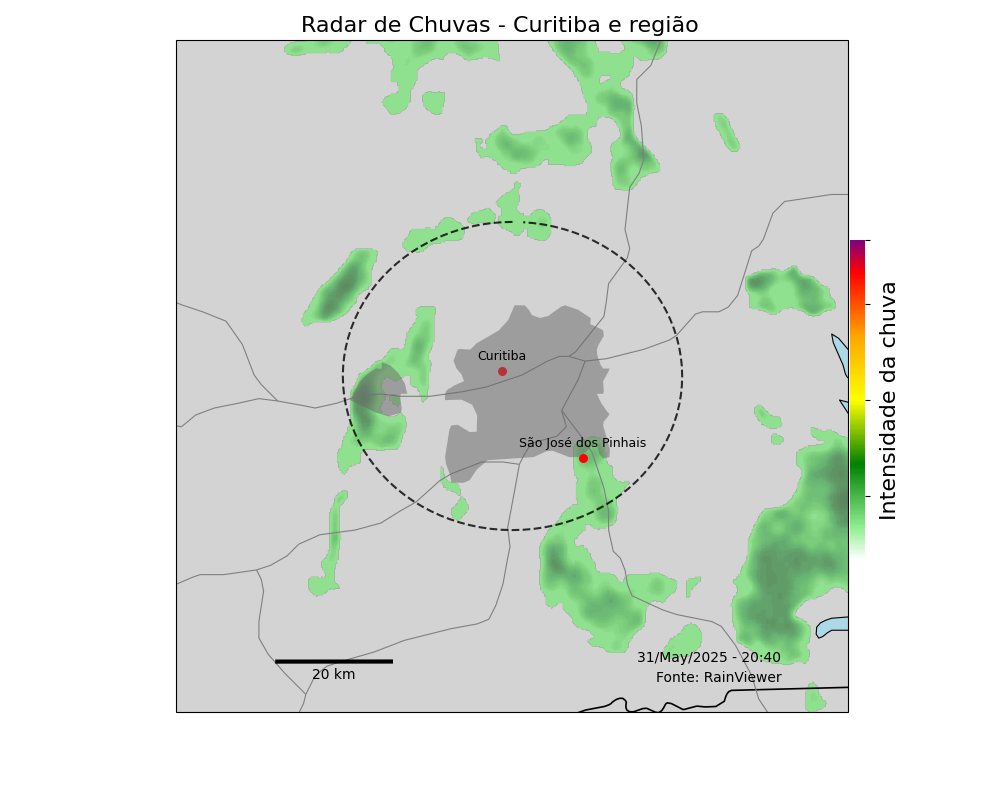 Radar de Chuvas - Curitiba e região
Curitiba
São José dos Pinhais
Intensidade da chuva
20 km
31/May/2025 - 20:40
Fonte: RainViewer